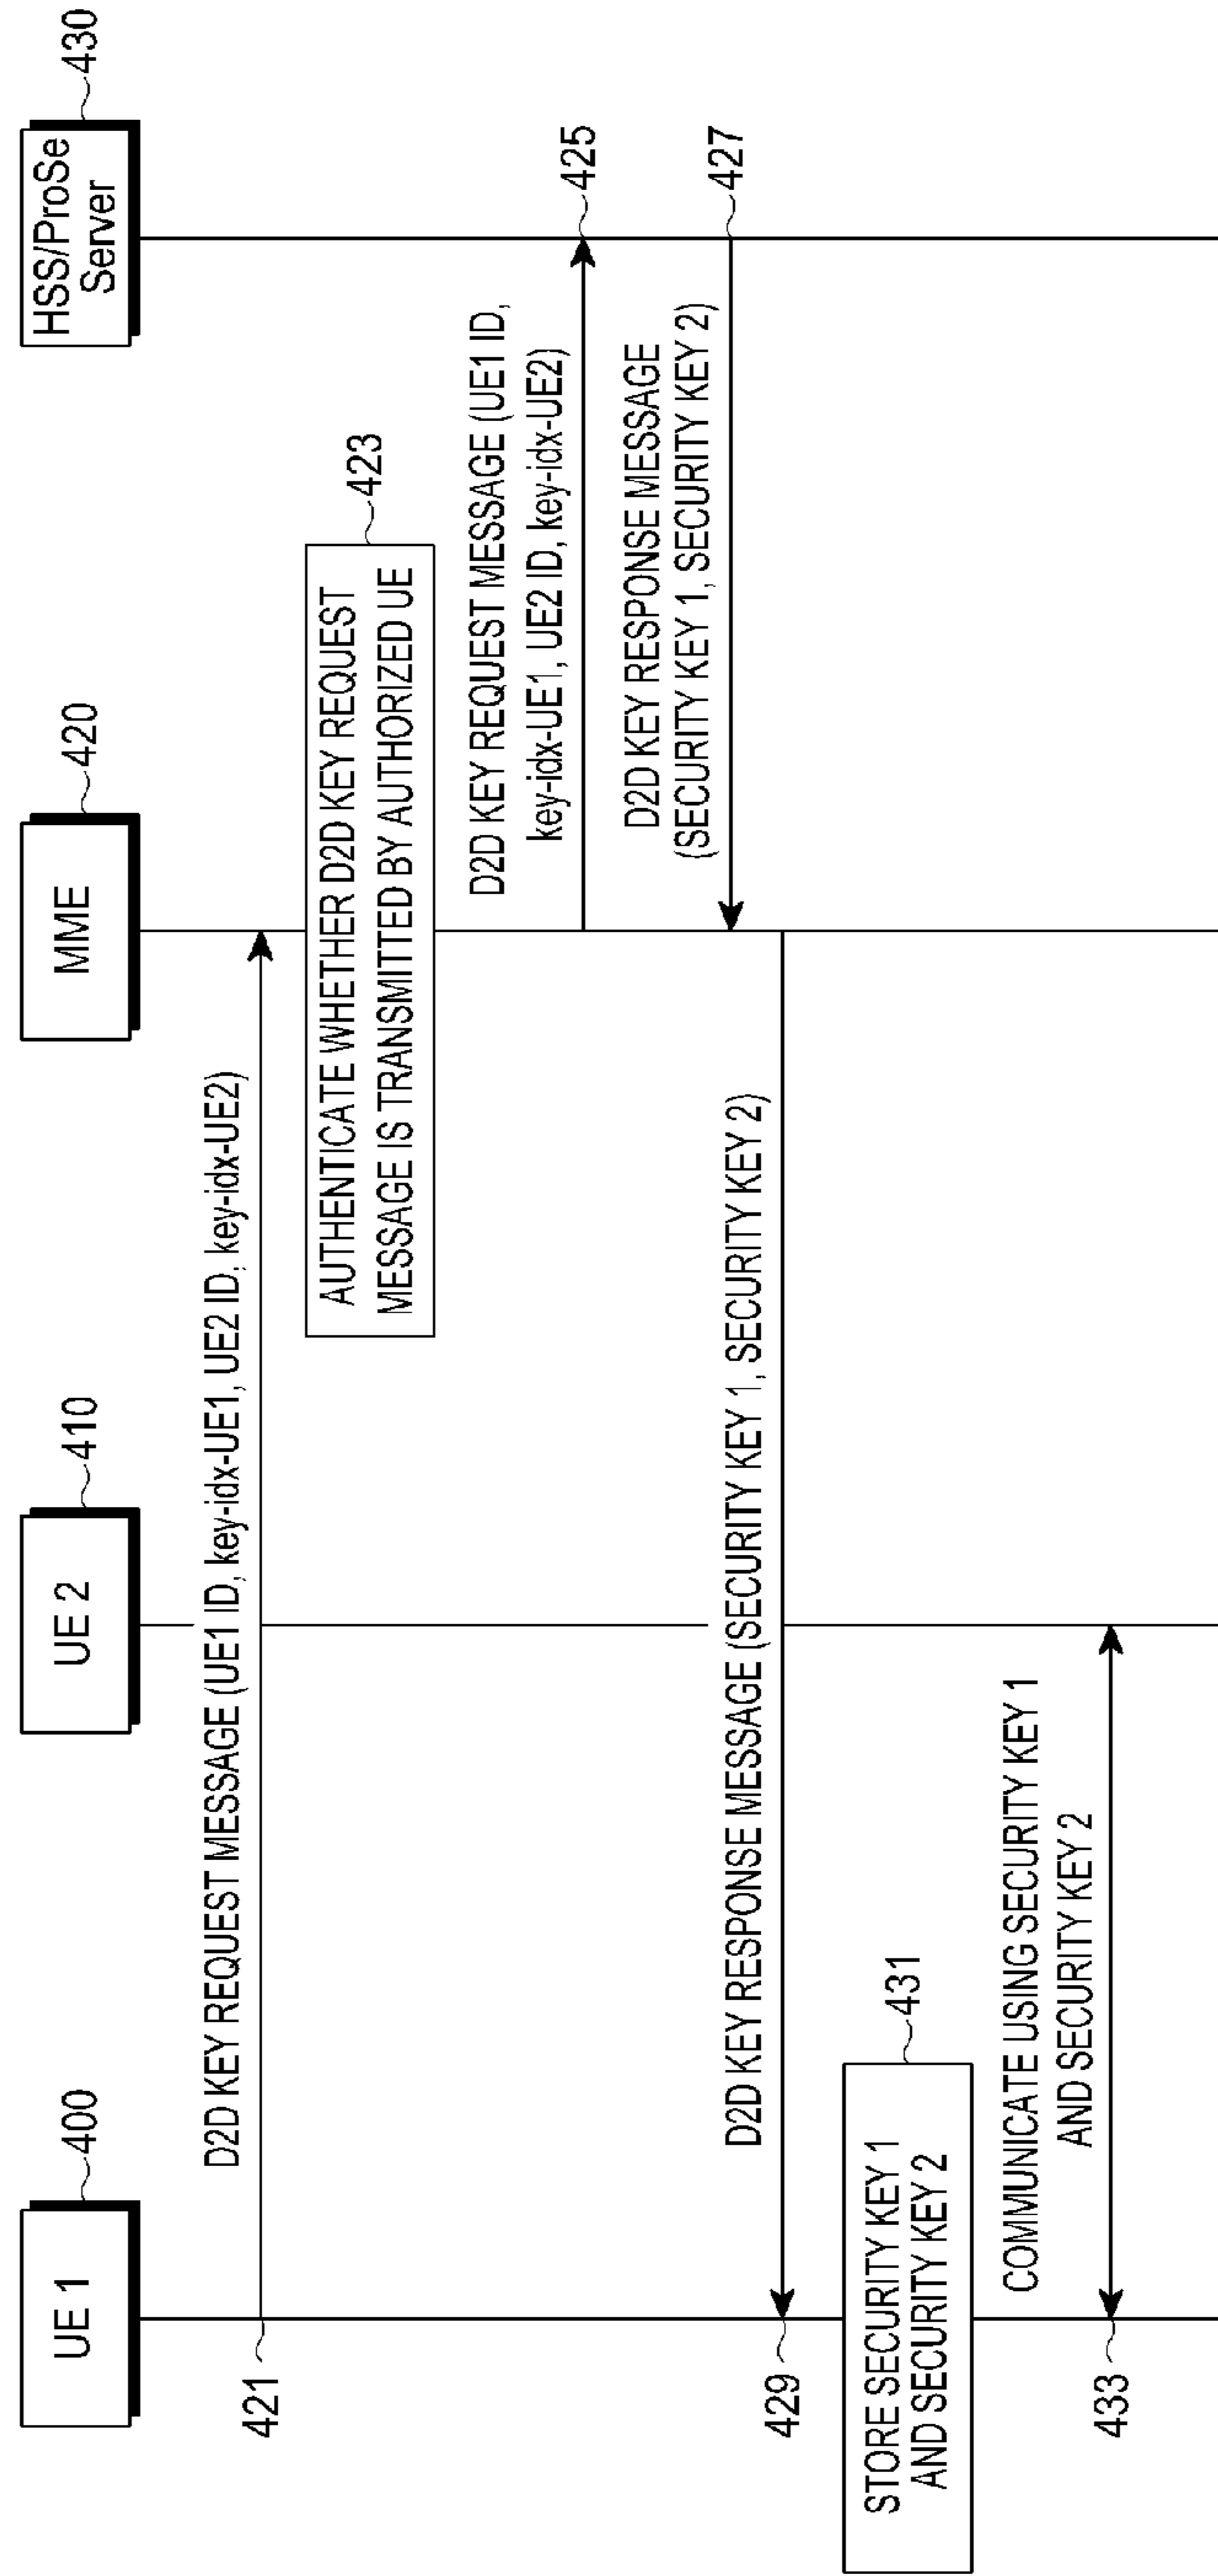 UE 1
400
UE 2
410
MME
420
HSS/ProSe
Server
430
D2D KEY REQUEST MESSAGE (UE1 ID, key-idx-UE1, UE2 ID, key-idx-UE2)
421
AUTHENTICATE WHETHER D2D KEY REQUEST
MESSAGE IS TRANSMITTED BY AUTHORIZED UE
423
D2D KEY REQUEST MESSAGE (UE1 ID,
key-idx-UE1, UE2 ID, key-idx-UE2)
425
D2D KEY RESPONSE MESSAGE
(SECURITY KEY 1, SECURITY KEY 2)
427
D2D KEY RESPONSE MESSAGE (SECURITY KEY 1, SECURITY KEY 2)
429
STORE SECURITY KEY 1
AND SECURITY KEY 2
431
COMMUNICATE USING SECURITY KEY 1
AND SECURITY KEY 2
433